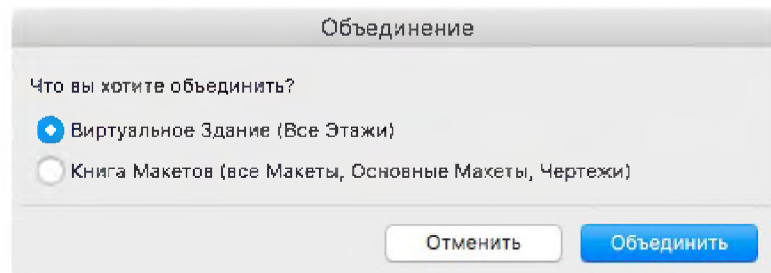 Объединение
Что вы хотите объединить?
Виртуальное Здание (Все Этажи)
Книга Макетов (все Макеты, Основные Макеты, Чертежи)
Отменить
Объединить